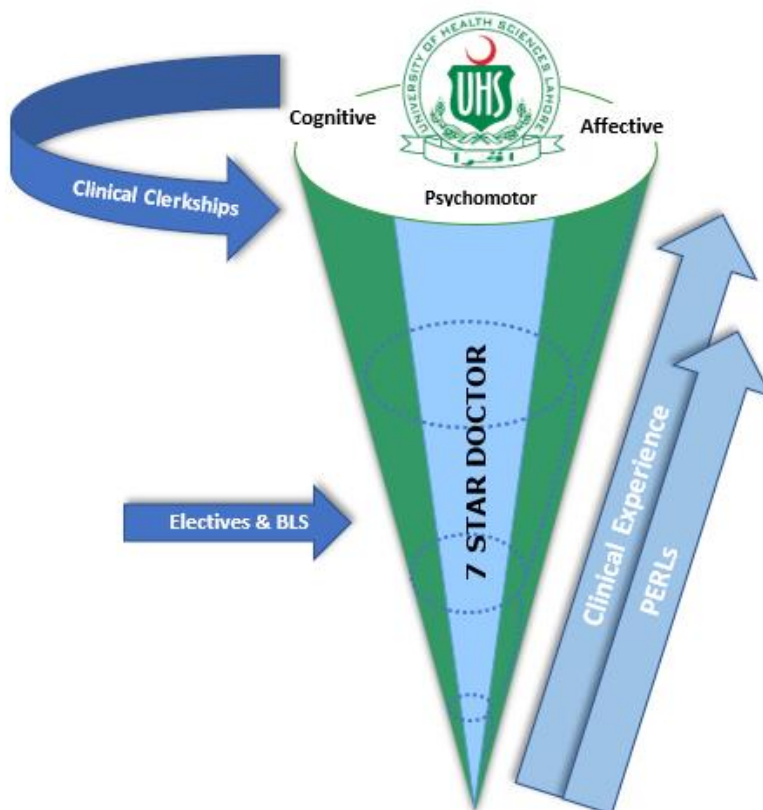 UNIVERSITY OF HEALTH SCIENCES LAHORE
UHS
اقرا
Cognitive
Affective
Psychomotor
Clinical Clerkships
7 STAR DOCTOR
Electives & BLS
Clinical Experience
PERLs